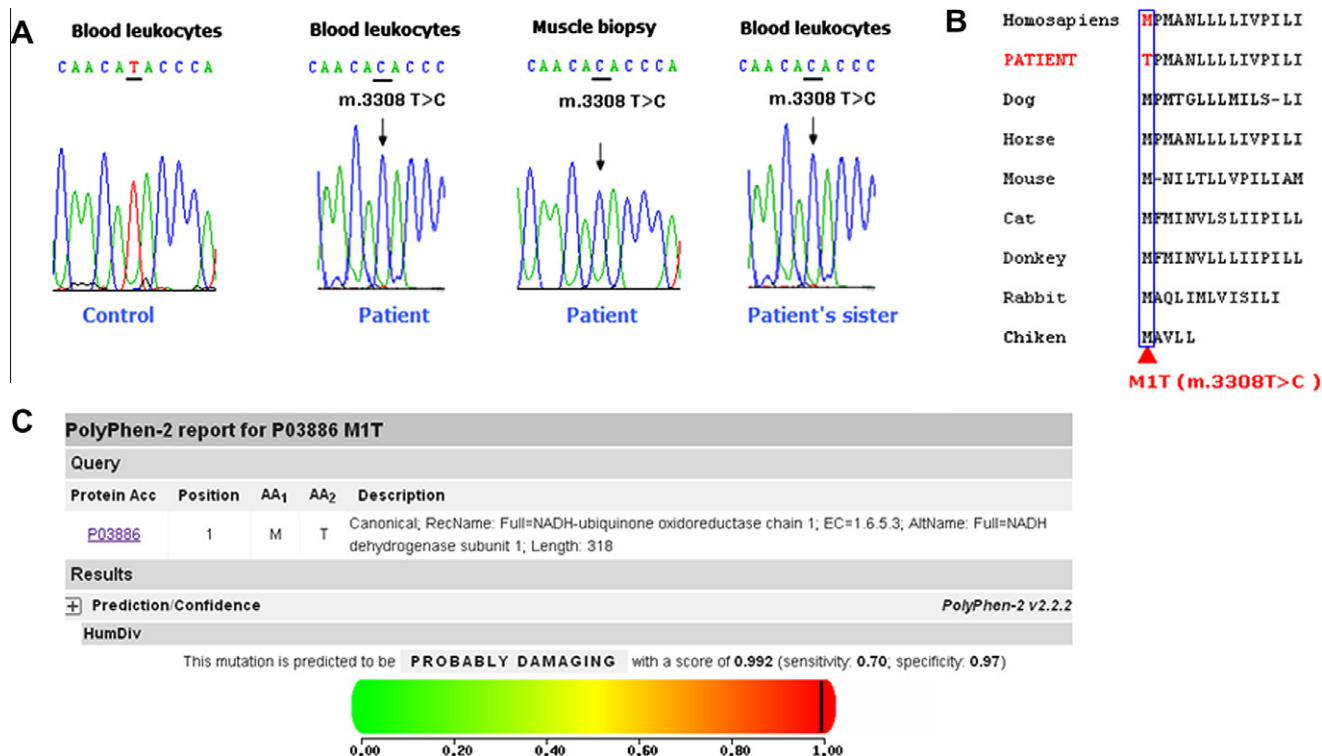 A
Blood leukocytes
C A A C A T A C C C A
Control
Blood leukocytes
C A A C A C A C C C
m.3308 T>C
Patient
Muscle biopsy
C A A C A C A C C C A
m.3308 T>C
Patient
Blood leukocytes
C A A C A C A C C C
m.3308 T>C
Patient's sister
B
Homosapiens MPMANLLLLIVPILI
PATIENT TPMANLLLLIVPILI
Dog MPMTGLLLMILS-LI
Horse MPMANLLLLIVPILI
Mouse M-NILTLLVPILIAM
Cat MFMINVLSLIIPILL
Donkey MFMINVLLLIIPILL
Rabbit MAQLIMLVISILI
Chiken MAVLL
M1T (m.3308T>C )
C
PolyPhen-2 report for P03886 M1T
Query
Protein Acc Position AA1 AA2 Description
P03886 1 M T Canonical; RecName: Full=NADH-ubiquinone oxidoreductase chain 1; EC=1.6.5.3; AltName: Full=NADH
dehydrogenase subunit 1; Length: 318
Results
+ Prediction/Confidence PolyPhen-2 v2.2.2
HumDiv
This mutation is predicted to be PROBABLY DAMAGING with a score of 0.992 (sensitivity: 0.70; specificity: 0.97)
0.00 0.20 0.40 0.60 0.80 1.00